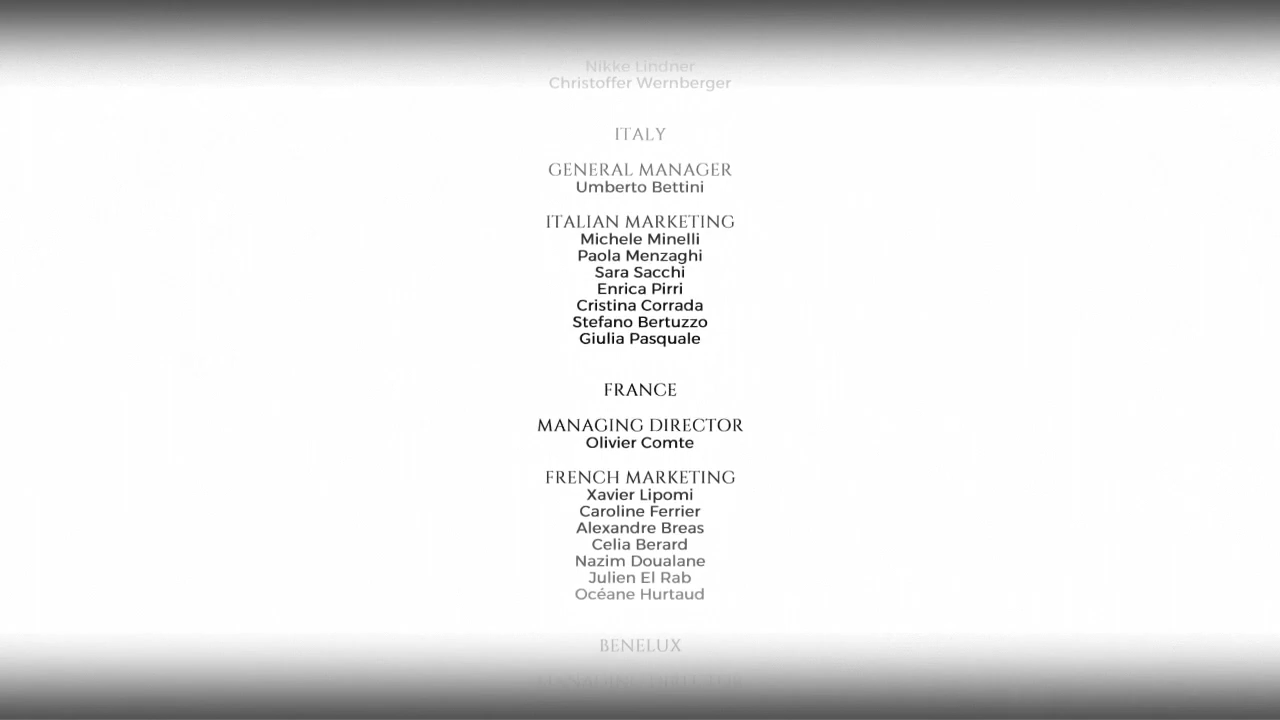 Nikke Lindner
Christoffer Wernberger
ITALY
GENERAL MANAGER
Umberto Bettini
ITALIAN MARKETING
Michele Minelli
Paola Menzaghi
Sara Sacchi
Enrica Pirri
Cristina Corrada
Stefano Bertuzzo
Giulia Pasquale
FRANCE
MANAGING DIRECTOR
Olivier Comte
FRENCH MARKETING
Xavier Lipomi
Caroline Ferrier
Alexandre Breas
Celia Berard
Nazim Doualane
Julien El Rab
Océane Hurtaud
BENELUX
MANAGING DIRECTOR